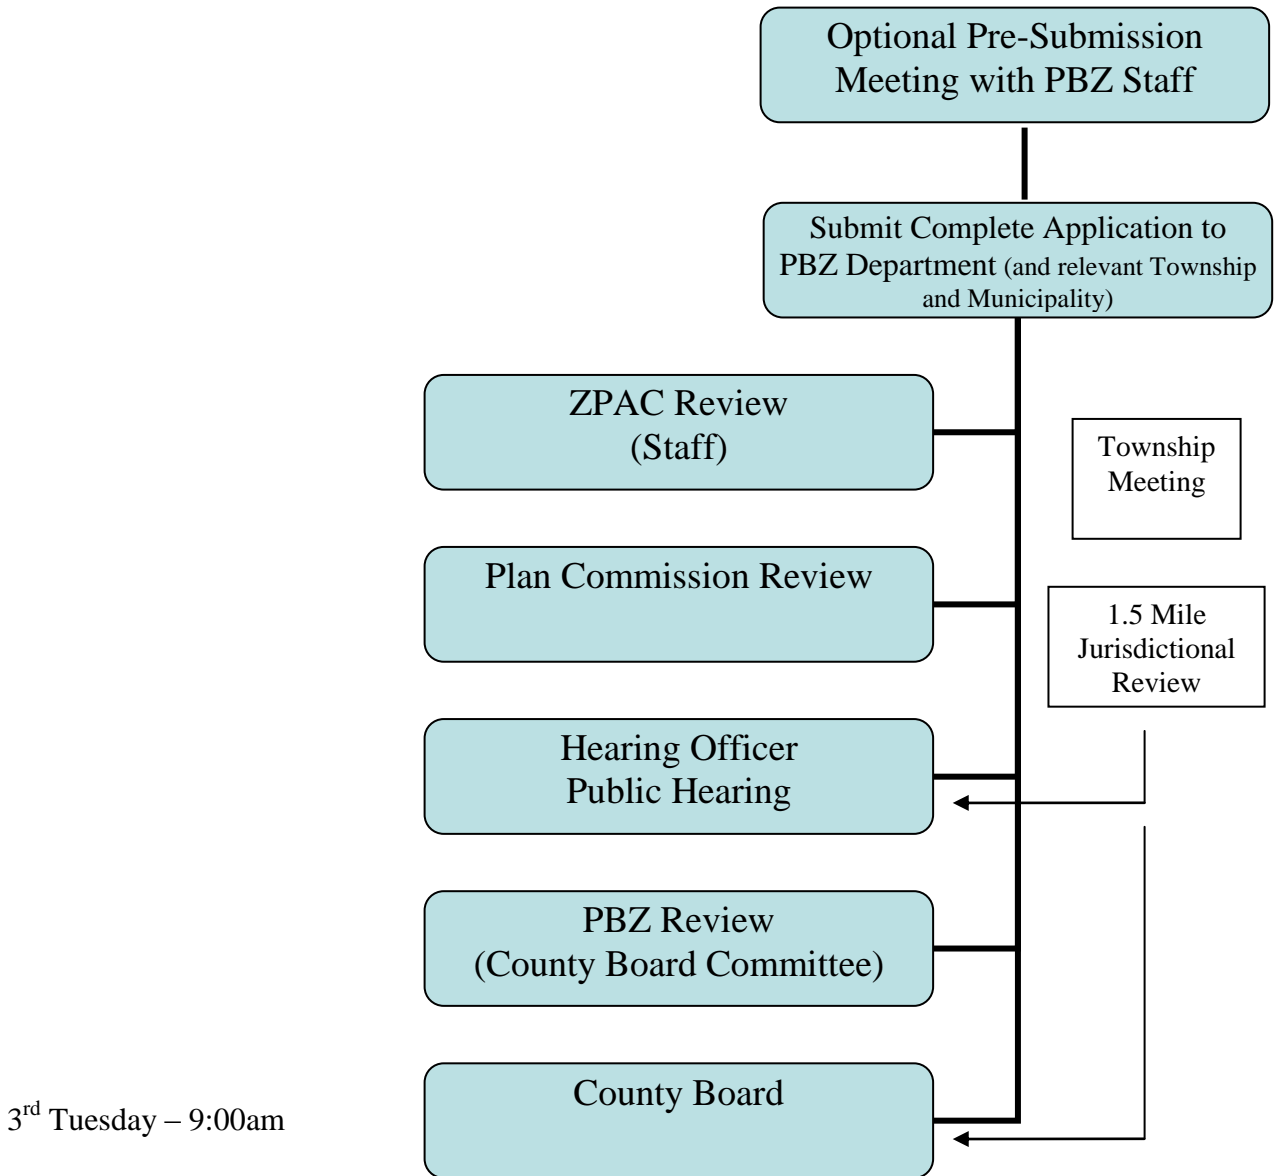 Optional Pre-Submission
Meeting with PBZ Staff
Submit Complete Application to
PBZ Department (and relevant Township
and Municipality)
ZPAC Review
(Staff)
Township
Meeting
Plan Commission Review
1.5 Mile
Jurisdictional
Review
Hearing Officer
Public Hearing
PBZ Review
(County Board Committee)
County Board
3rd Tuesday – 9:00am